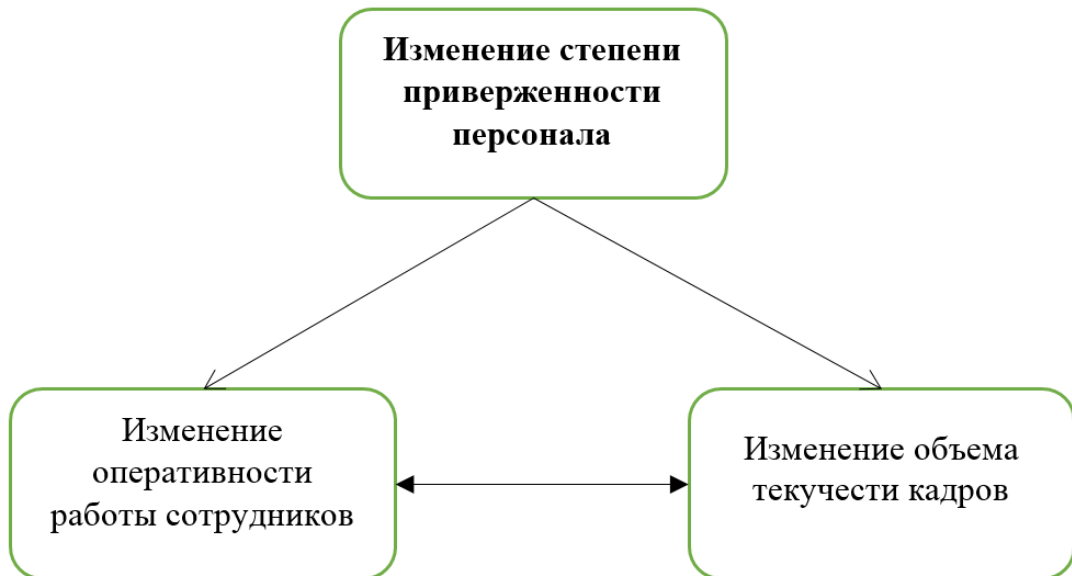 Изменение степени
приверженности
персонала
Изменение
оперативности
работы сотрудников
Изменение объема
текучести кадров